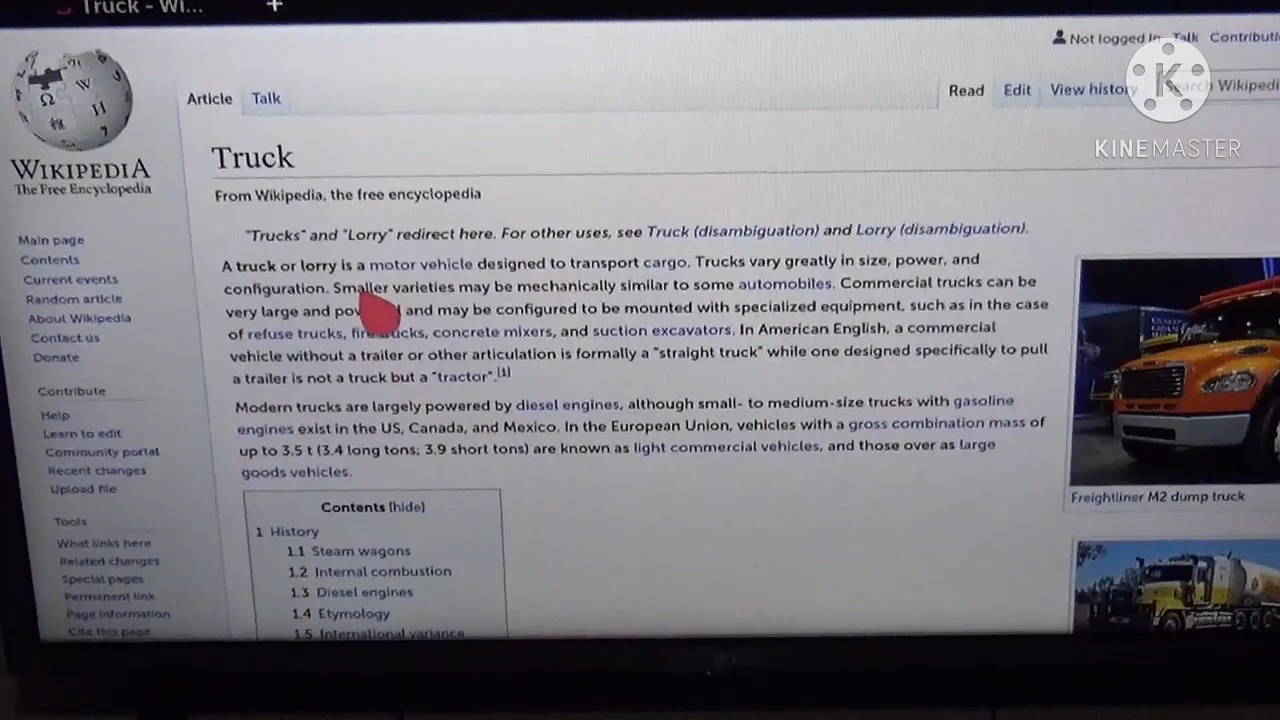 Truck - Wi... +
Not logged in Talk Contributi
Article Talk Read Edit View history Search Wikipedi
K
KINEMASTER
WIKIPEDIA
The Free Encyclopedia
Truck
From Wikipedia, the free encyclopedia
"Trucks" and "Lorry" redirect here. For other uses, see Truck (disambiguation) and Lorry (disambiguation).
A truck or lorry is a motor vehicle designed to transport cargo. Trucks vary greatly in size, power, and
configuration. Smaller varieties may be mechanically similar to some automobiles. Commercial trucks can be
very large and and may be configured to be mounted with specialized equipment, such as in the case
of refuse trucks, fire trucks, concrete mixers, and suction excavators. In American English, a commercial
vehicle without a trailer or other articulation is formally a "straight truck" while one designed specifically to pull
a trailer is not a truck but a "tractor".[1]
Modern trucks are largely powered by diesel engines, although small- to medium-size trucks with gasoline
engines exist in the US, Canada, and Mexico. In the European Union, vehicles with a gross combination mass of
up to 3.5 t (3.4 long tons; 3.9 short tons) are known as light commercial vehicles, and those over as large
goods vehicles.
Contents [hide]
1 History
1.1 Steam wagons
1.2 Internal combustion
1.3 Diesel engines
1.4 Etymology
1.5 International variance
Main page
Contents
Current events
Random article
About Wikipedia
Contact us
Donate
Contribute
Help
Learn to edit
Community portal
Recent changes
Upload file
Tools
What links here
Related changes
Special pages
Permanent link
Page information
Cite this page
Freightliner M2 dump truck